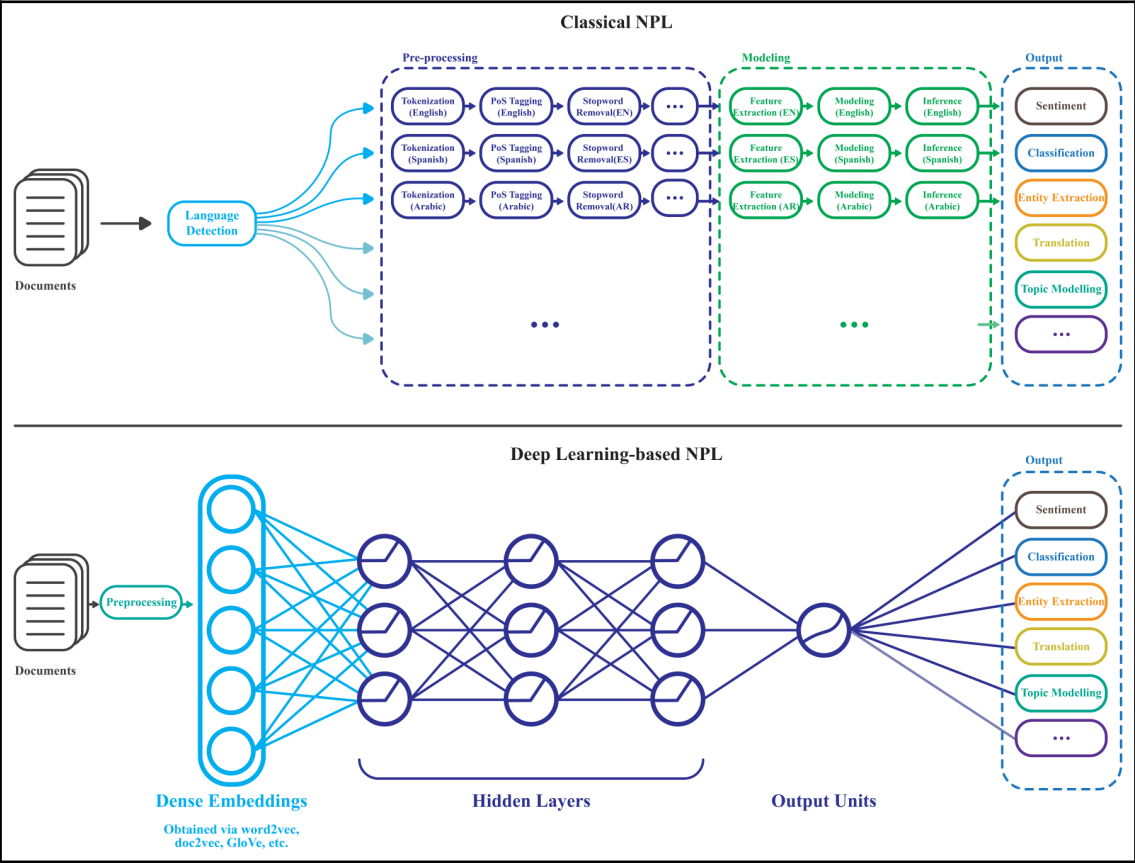 Classical NPL
Pre-processing
Modeling
Output
Tokenization
(English)
PoS Tagging
(English)
Stopword
Removal(EN)
...
Feature
Extraction (EN)
Modeling
(English)
Inference
(English)
Sentiment
Tokenization
(Spanish)
PoS Tagging
(Spanish)
Stopword
Removal(ES)
...
Feature
Extraction (ES)
Modeling
(Spanish)
Inference
(Spanish)
Classification
Tokenization
(Arabic)
PoS Tagging
(Arabic)
Stopword
Removal(AR)
...
Feature
Extraction (AR)
Modeling
(Arabic)
Inference
(Arabic)
Entity Extraction
Language
Detection
Translation
Documents
Topic Modelling
...
...
...
Deep Learning-based NPL
Output
Sentiment
Classification
Preprocessing
Entity Extraction
Translation
Documents
Topic Modelling
...
Dense Embeddings
Hidden Layers
Output Units
Obtained via word2vec,
doc2vec, GloVe, etc.